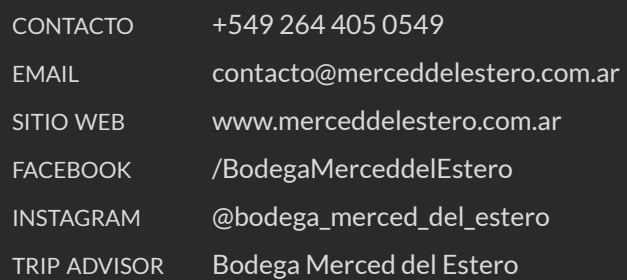 CONTACTO +549 264 405 0549
EMAIL contacto@merceddelestero.com.ar
SITIO WEB www.merceddelestero.com.ar
FACEBOOK /BodegaMerceddelEstero
INSTAGRAM @bodega_merced_del_estero
TRIP ADVISOR Bodega Merced del Estero